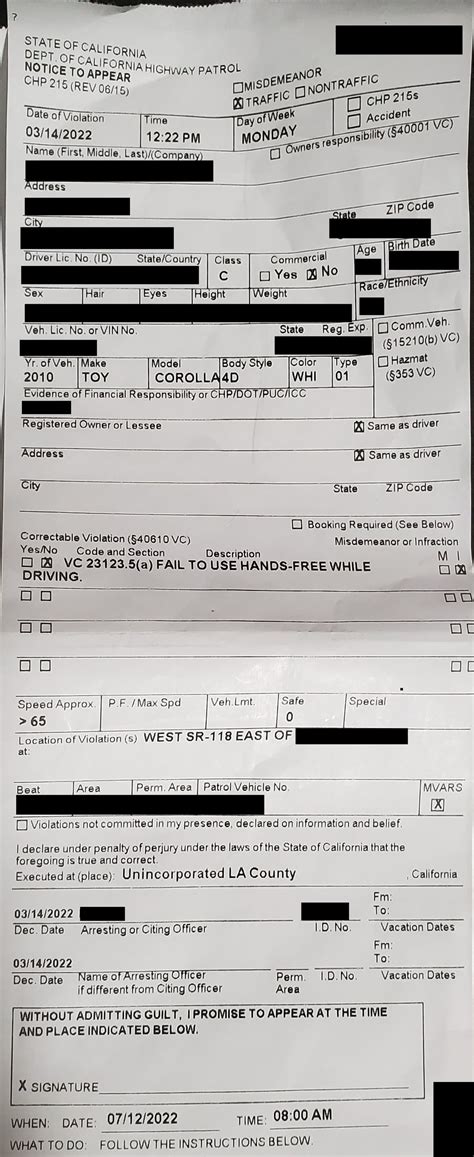 ?
STATE OF CALIFORNIA
DEPT. OF CALIFORNIA HIGHWAY PATROL
NOTICE TO APPEAR
CHP 215 (REV 06/15)
☐ MISDEMEANOR
☒ TRAFFIC ☐ NONTRAFFIC
Date of Violation Time Day of Week ☐ CHP 215s
03/14/2022 12:22 PM MONDAY ☐ Accident
Name (First, Middle, Last)/(Company) ☐ Owners responsibility (§40001 VC)
Address
City State ZIP Code
Driver Lic. No. (ID) State/Country Class Commercial Age Birth Date
C ☐ Yes ☒ No
Sex Hair Eyes Height Weight Race/Ethnicity
Veh. Lic. No. or VIN No. State Reg. Exp. ☐ Comm.Veh.
(§15210(b) VC)
Yr. of Veh. Make Model Body Style Color Type ☐ Hazmat
2010 TOY COROLLA 4D WHI 01 (§353 VC)
Evidence of Financial Responsibility or CHP/DOT/PUC/ICC
Registered Owner or Lessee ☒ Same as driver
Address ☒ Same as driver
City State ZIP Code
☐ Booking Required (See Below)
Correctable Violation (§40610 VC) Misdemeanor or Infraction
Yes/No Code and Section Description M I
☐ ☒ VC 23123.5(a) FAIL TO USE HANDS-FREE WHILE ☐ ☒
DRIVING.
☐ ☐ ☐ ☐
☐ ☐ ☐ ☐
☐ ☐ ☐ ☐
Speed Approx. P.F. / Max Spd Veh.Lmt. Safe Special
> 65 0
Location of Violation (s) WEST SR-118 EAST OF
at:
Beat Area Perm. Area Patrol Vehicle No. MVARS
☒
☐ Violations not committed in my presence, declared on information and belief.
I declare under penalty of perjury under the laws of the State of California that the
foregoing is true and correct.
Executed at (place): Unincorporated LA County , California
Fm:
03/14/2022 To:
Dec. Date Arresting or Citing Officer I.D. No. Vacation Dates
Fm:
03/14/2022 To:
Dec. Date Name of Arresting Officer Perm. I.D. No. Vacation Dates
if different from Citing Officer Area
WITHOUT ADMITTING GUILT, I PROMISE TO APPEAR AT THE TIME
AND PLACE INDICATED BELOW.
X SIGNATURE
WHEN: DATE: 07/12/2022 TIME: 08:00 AM
WHAT TO DO: FOLLOW THE INSTRUCTIONS BELOW.